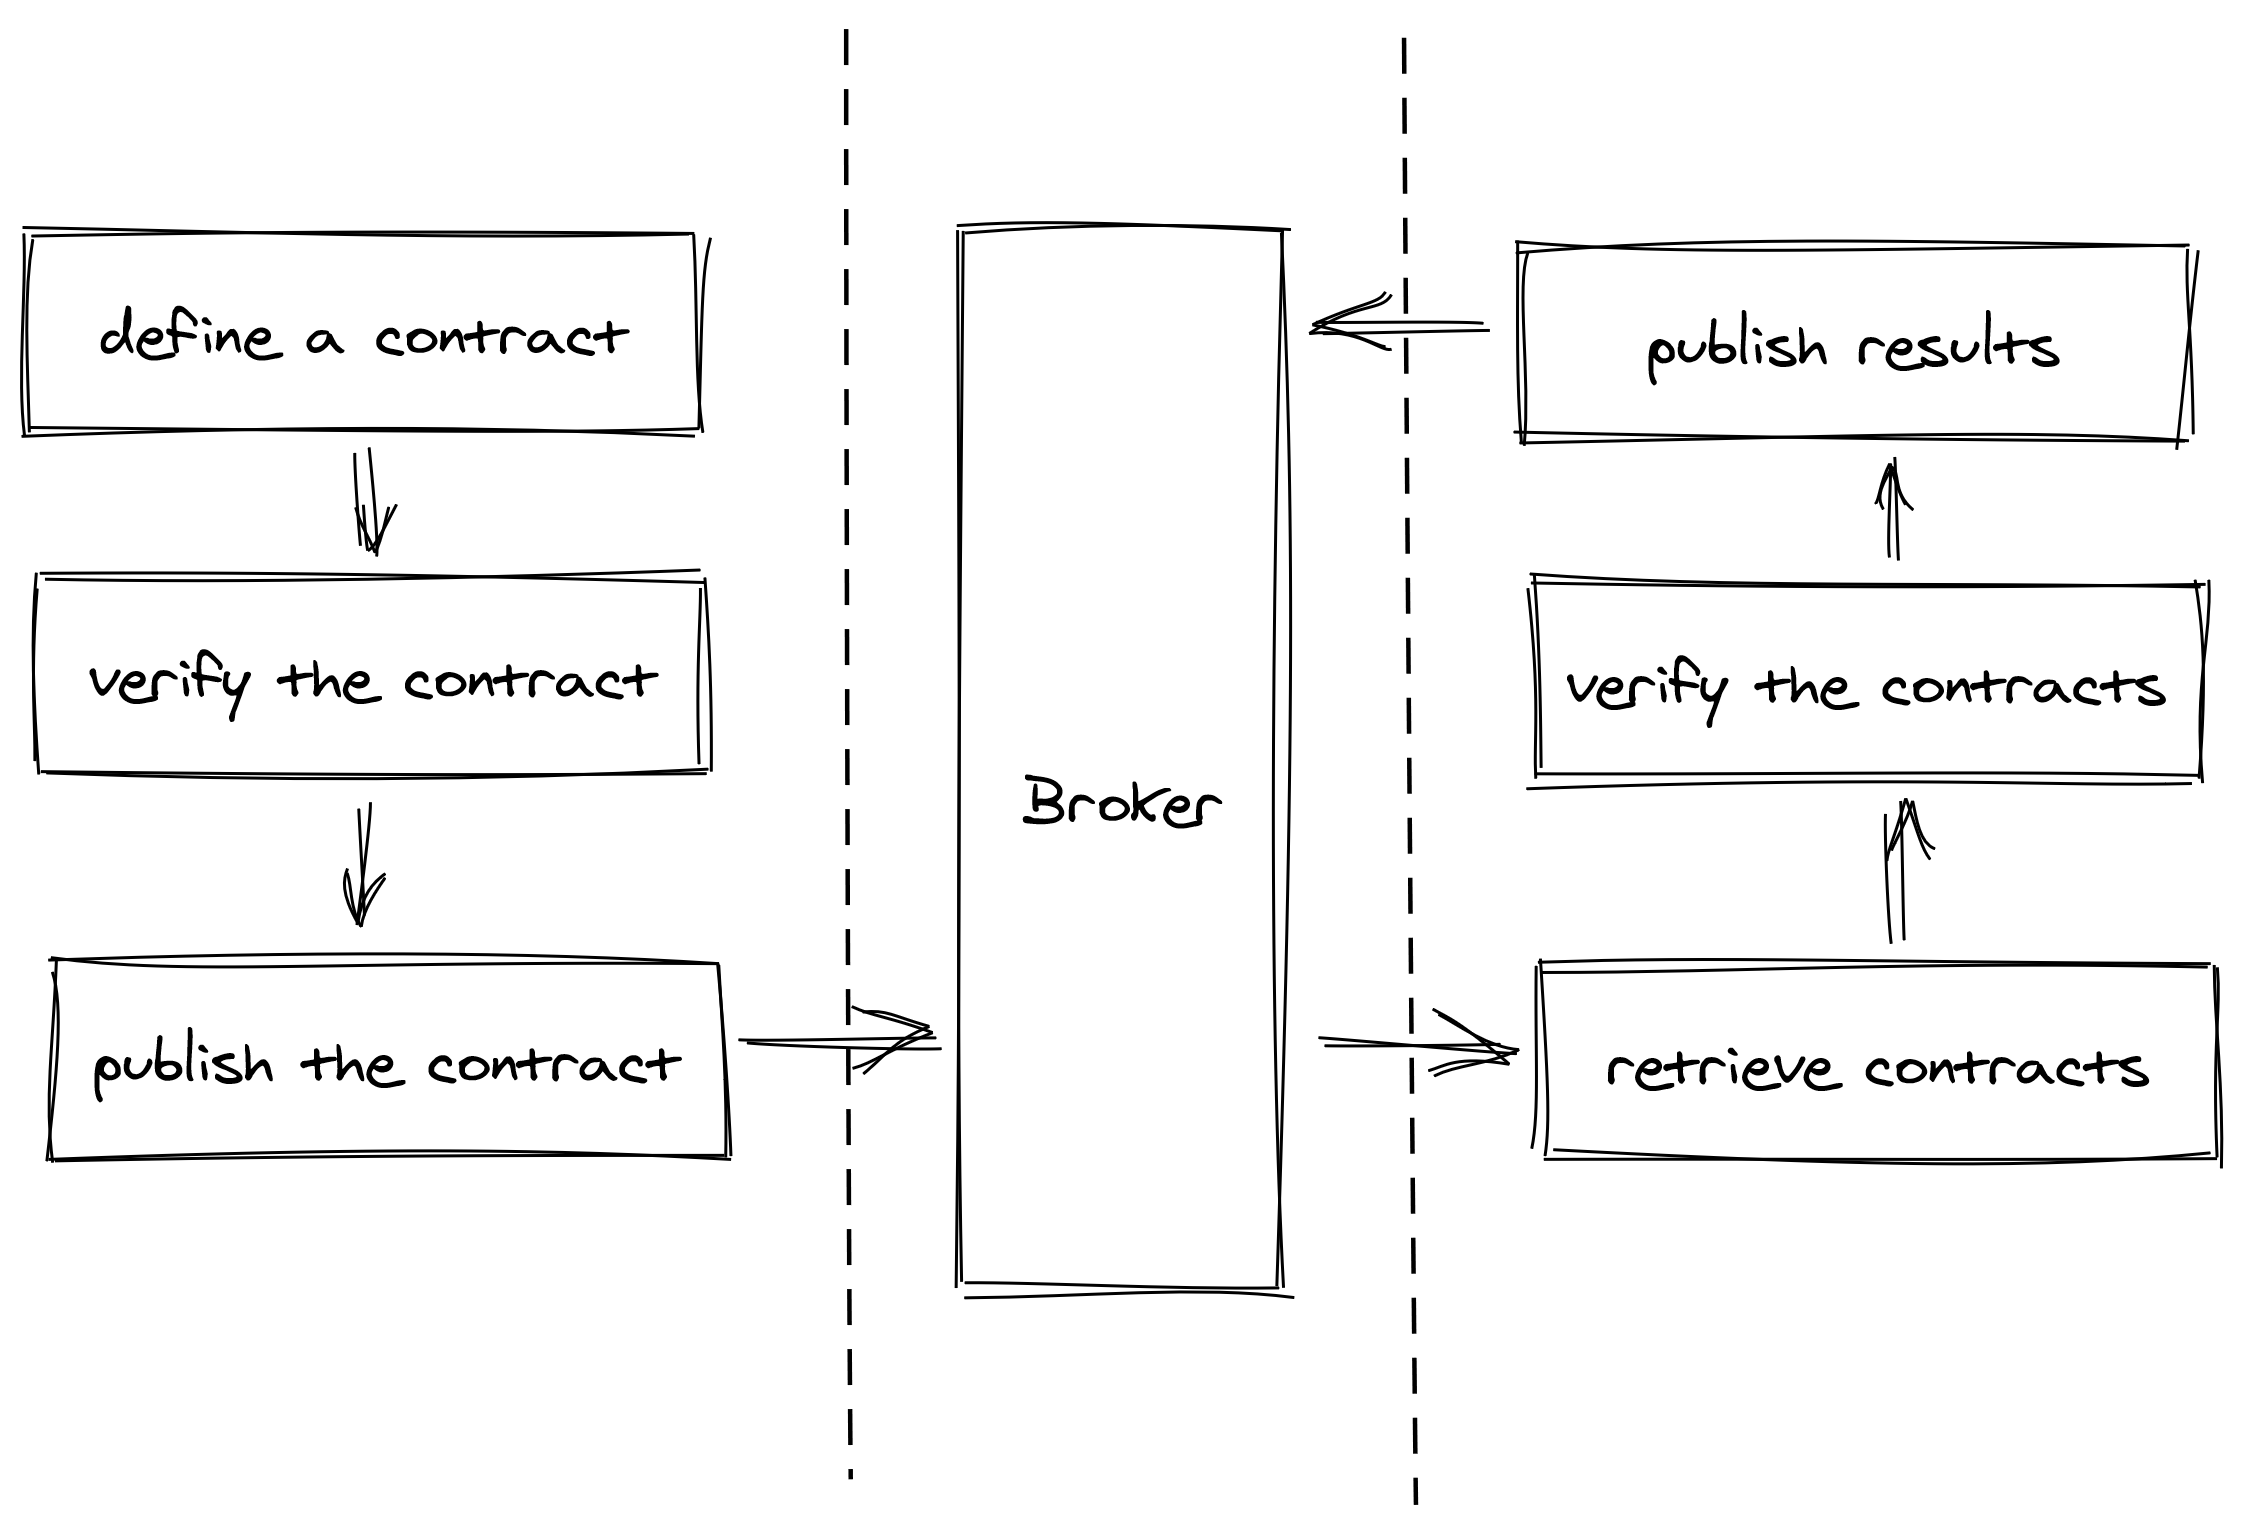 define a contract
verify the contract
publish the contract
Broker
publish results
verify the contracts
retrieve contracts